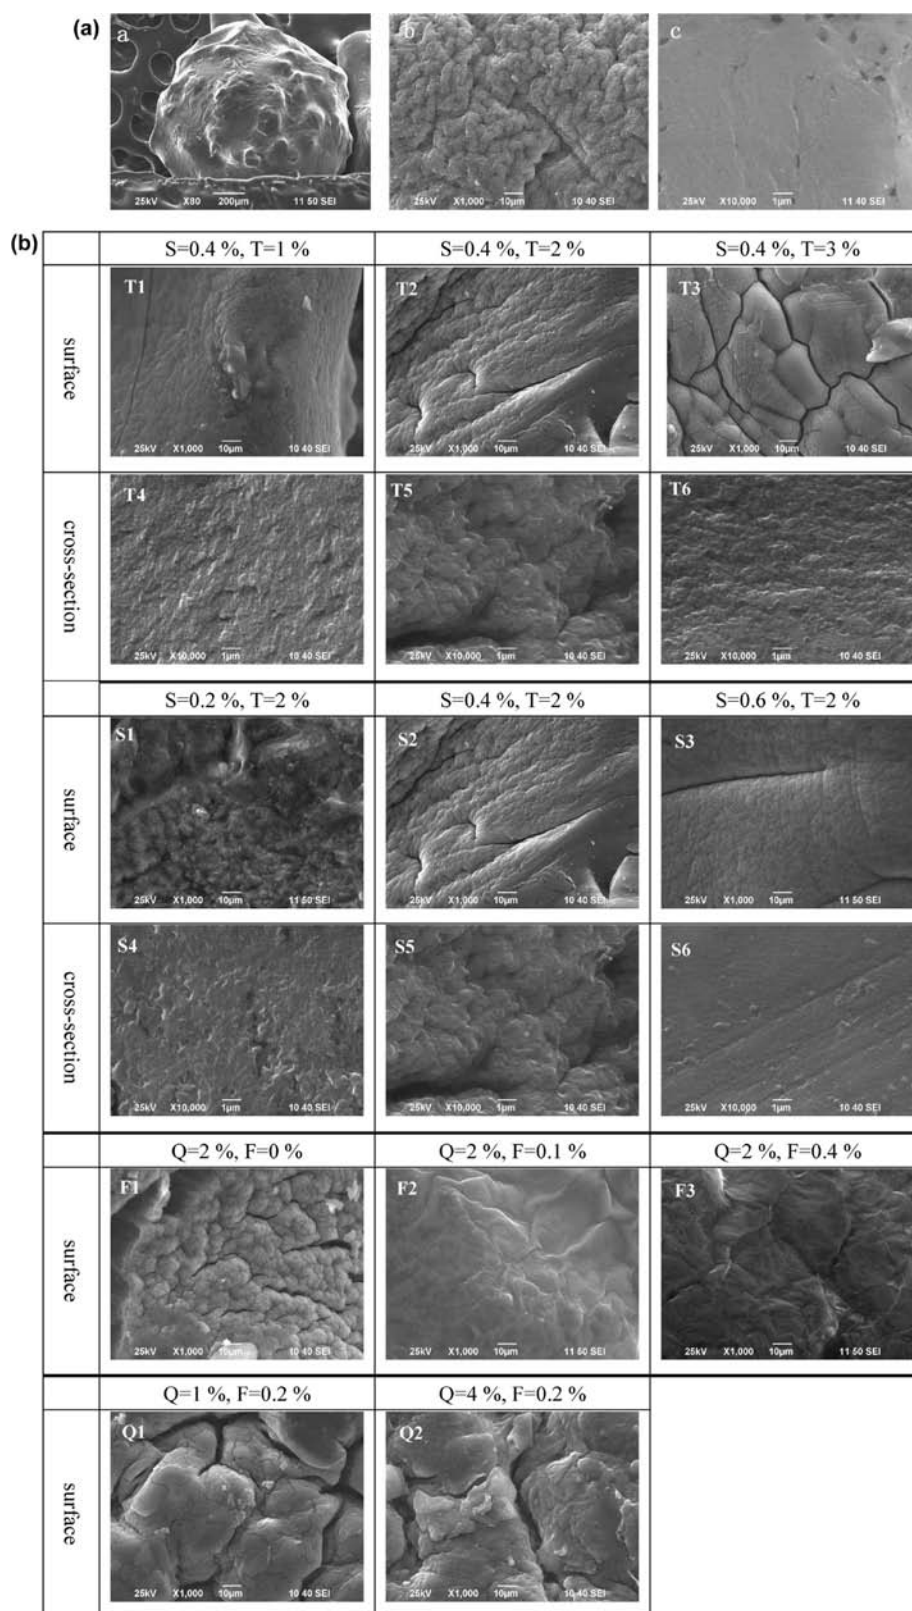 (a)
a
25kV X80 200µm 11 50 SEI
b
25kV X1,000 10µm 10 40 SEI
c
25kV X10,000 1µm 11 40 SEI
(b)
S=0.4 %, T=1 % S=0.4 %, T=2 % S=0.4 %, T=3 %
surface
T1
25kV X1,000 10µm 10 40 SEI
T2
25kV X1,000 10µm 10 40 SEI
T3
25kV X1,000 10µm 10 40 SEI
cross-section
T4
25kV X10,000 1µm 10 40 SEI
T5
25kV X10,000 1µm 10 40 SEI
T6
25kV X10,000 1µm 10 40 SEI
S=0.2 %, T=2 % S=0.4 %, T=2 % S=0.6 %, T=2 %
surface
S1
25kV X1,000 10µm 11 50 SEI
S2
25kV X1,000 10µm 10 40 SEI
S3
25kV X1,000 10µm 11 50 SEI
cross-section
S4
25kV X10,000 1µm 10 40 SEI
S5
25kV X10,000 1µm 10 40 SEI
S6
25kV X10,000 1µm 10 40 SEI
Q=2 %, F=0 % Q=2 %, F=0.1 % Q=2 %, F=0.4 %
surface
F1
25kV X1,000 10µm 10 40 SEI
F2
25kV X1,000 10µm 11 50 SEI
F3
25kV X1,000 10µm 11 50 SEI
Q=1 %, F=0.2 % Q=4 %, F=0.2 %
surface
Q1
25kV X1,000 10µm 10 40 SEI
Q2
25kV X1,000 10µm 10 40 SEI